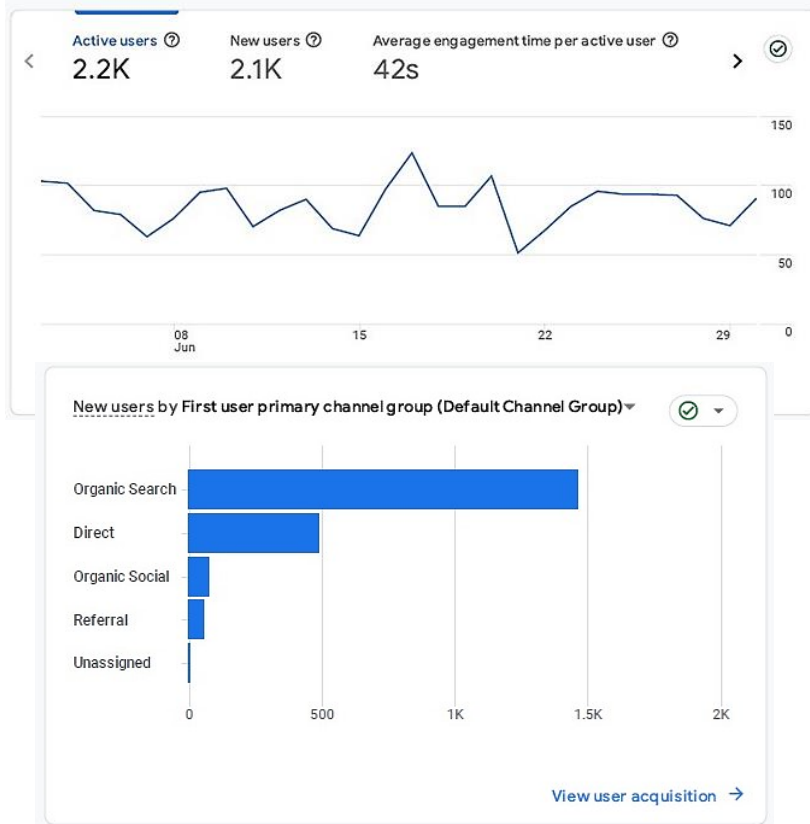 Active users New users Average engagement time per active user
2.2K 2.1K 42s
150
100
50
0
08 15 22 29
Jun
New users by First user primary channel group (Default Channel Group)
Organic Search
Direct
Organic Social
Referral
Unassigned
0 500 1K 1.5K 2K
View user acquisition